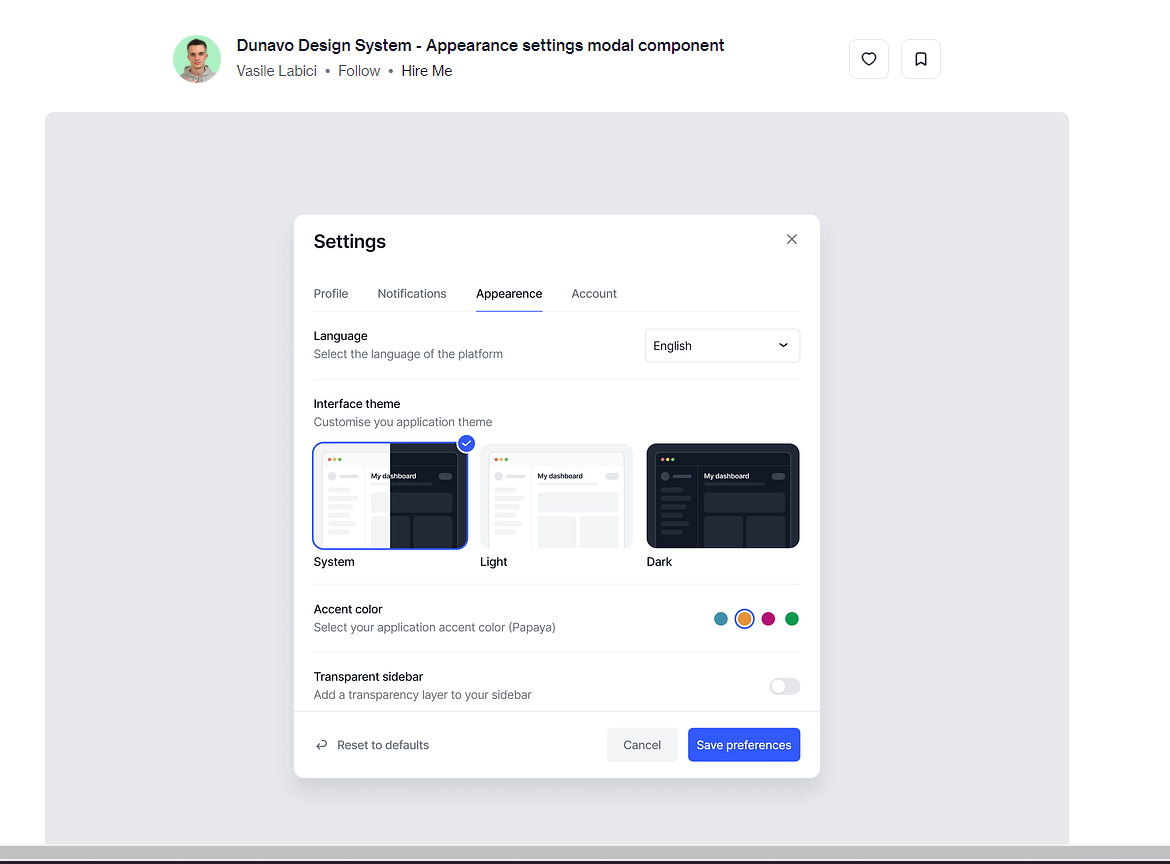 Dunavo Design System - Appearance settings modal component
Vasile Labici • Follow • Hire Me
Settings
Profile Notifications Appearence Account
Language
Select the language of the platform
English
Interface theme
Customise you application theme
My dashboard
My dashboard
My dashboard
System
Light
Dark
Accent color
Select your application accent color (Papaya)
Transparent sidebar
Add a transparency layer to your sidebar
Reset to defaults
Cancel
Save preferences